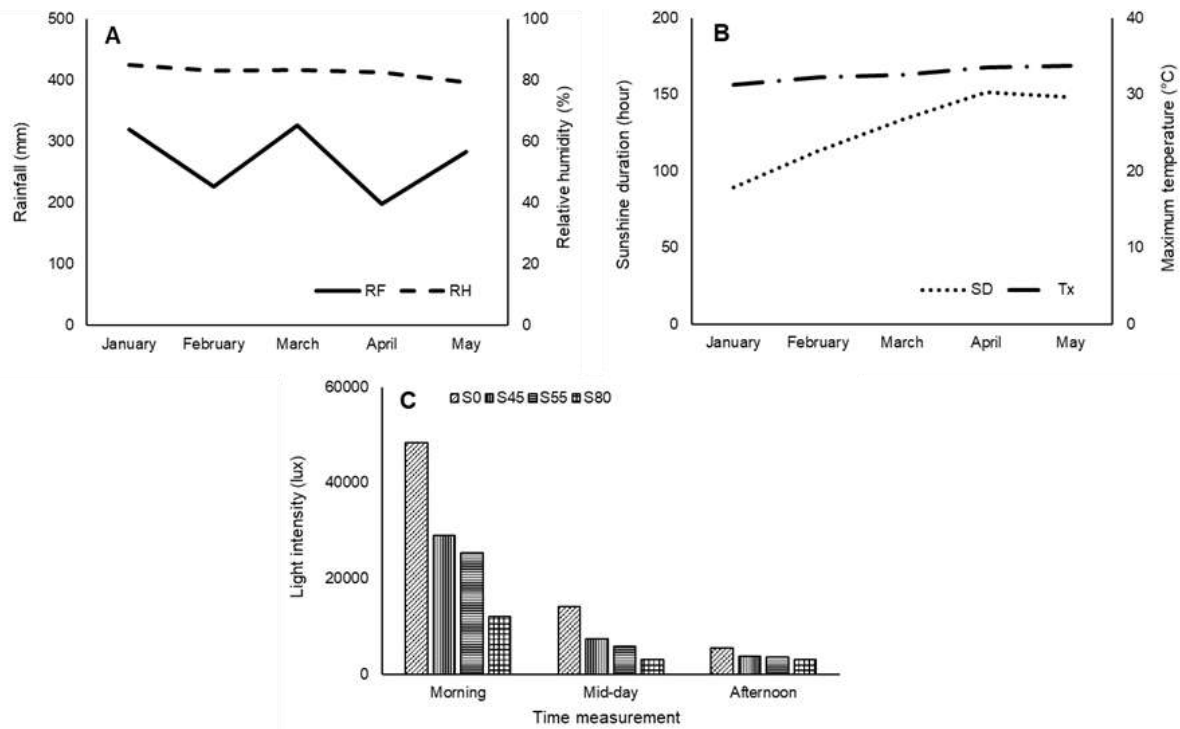 A
Rainfall (mm)
500
400
300
200
100
0
Relative humidity (%)
100
80
60
40
20
0
RF RH
January February March April May
B
Sunshine duration (hour)
200
150
100
50
0
Maximum temperature (°C)
40
30
20
10
0
SD Tx
January February March April May
C
S0 S45 S55 S80
Light intensity (lux)
60000
40000
20000
0
Morning Mid-day Afternoon
Time measurement